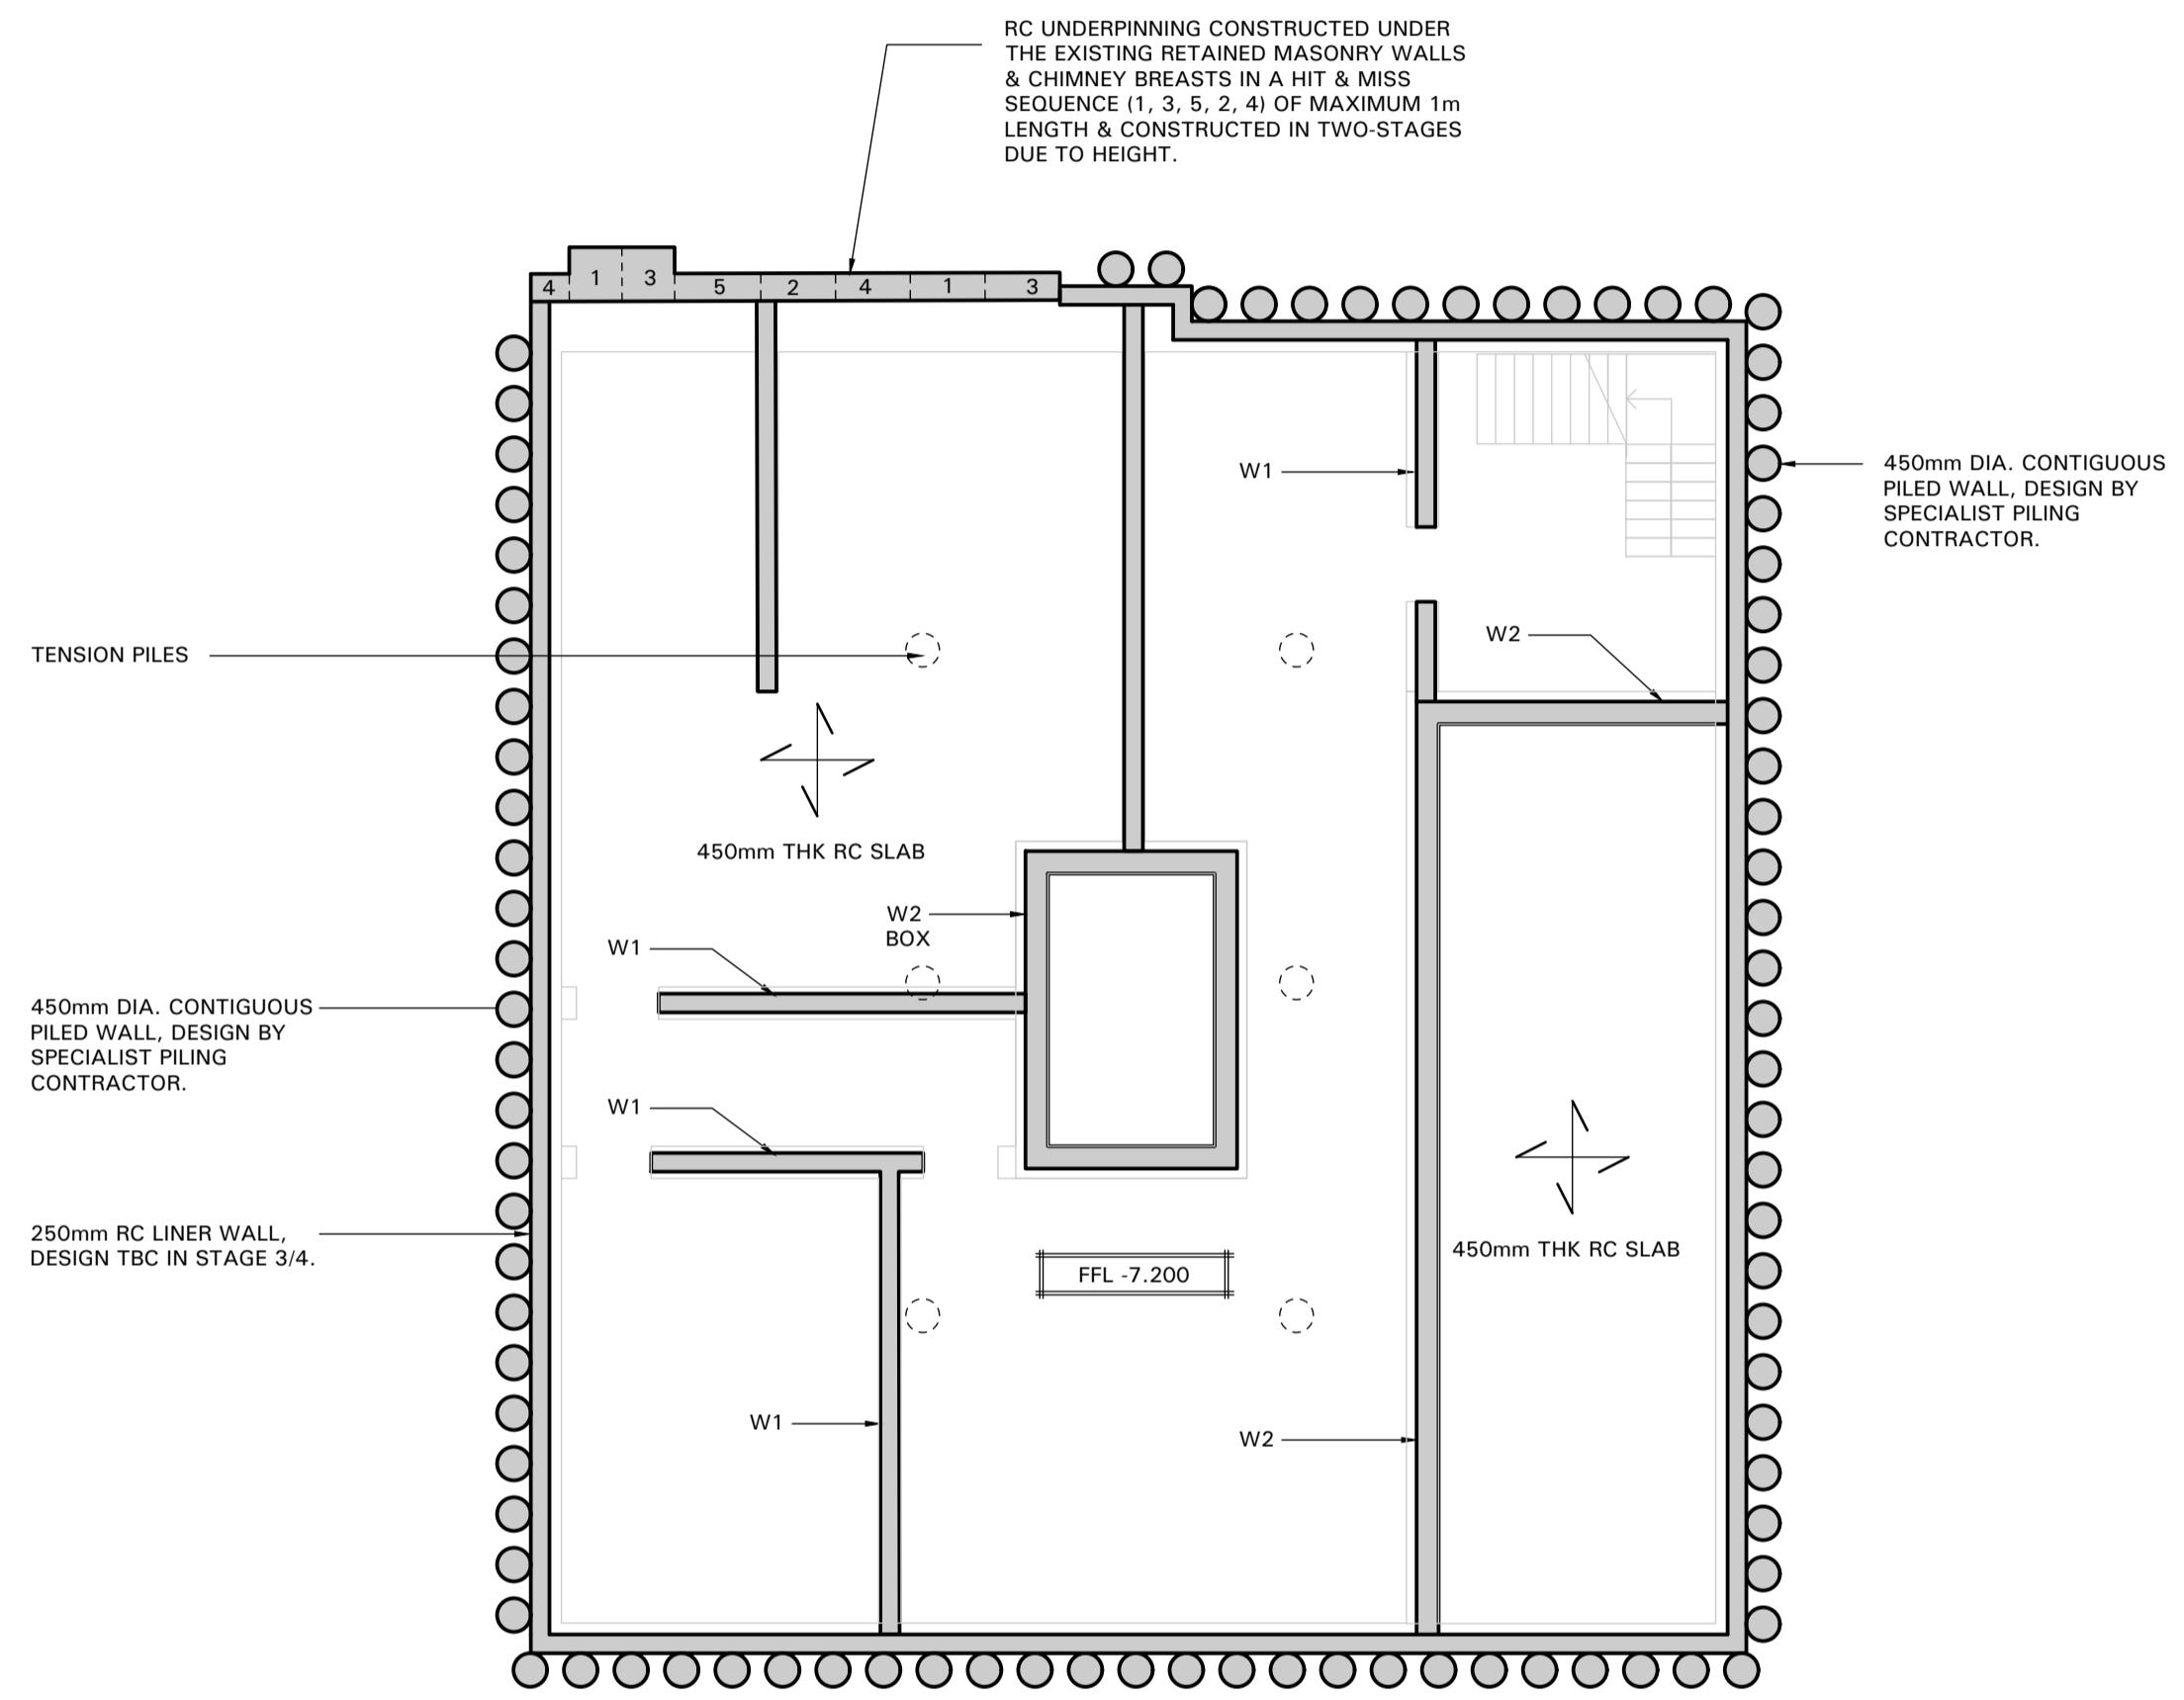 RC UNDERPINNING CONSTRUCTED UNDER
THE EXISTING RETAINED MASONRY WALLS
& CHIMNEY BREASTS IN A HIT & MISS
SEQUENCE (1, 3, 5, 2, 4) OF MAXIMUM 1m
LENGTH & CONSTRUCTED IN TWO-STAGES
DUE TO HEIGHT.
4 1 3 5 2 4 1 3
W1
450mm DIA. CONTIGUOUS
PILED WALL, DESIGN BY
SPECIALIST PILING
CONTRACTOR.
W2
TENSION PILES
450mm THK RC SLAB
W2
BOX
W1
450mm DIA. CONTIGUOUS
PILED WALL, DESIGN BY
SPECIALIST PILING
CONTRACTOR.
W1
250mm RC LINER WALL,
DESIGN TBC IN STAGE 3/4.
450mm THK RC SLAB
FFL -7.200
W1
W2